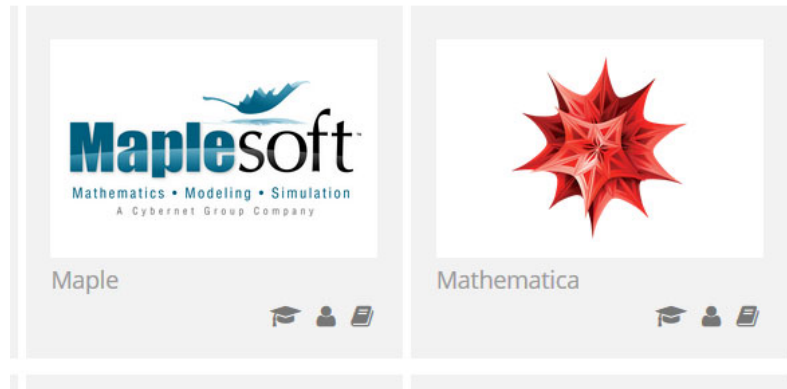 Maplesoft™
Mathematics • Modeling • Simulation
A Cybernet Group Company
Maple
Mathematica